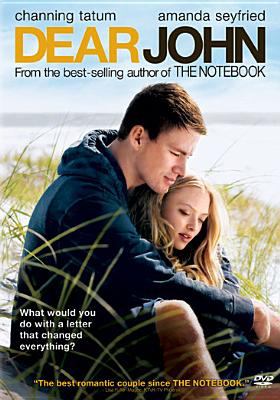 channing tatum amanda seyfried
DEAR JOHN
From the best-selling author of THE NOTEBOOK
What would you
do with a letter
that changed
everything?
"The best romantic couple since THE NOTEBOOK."
DVD